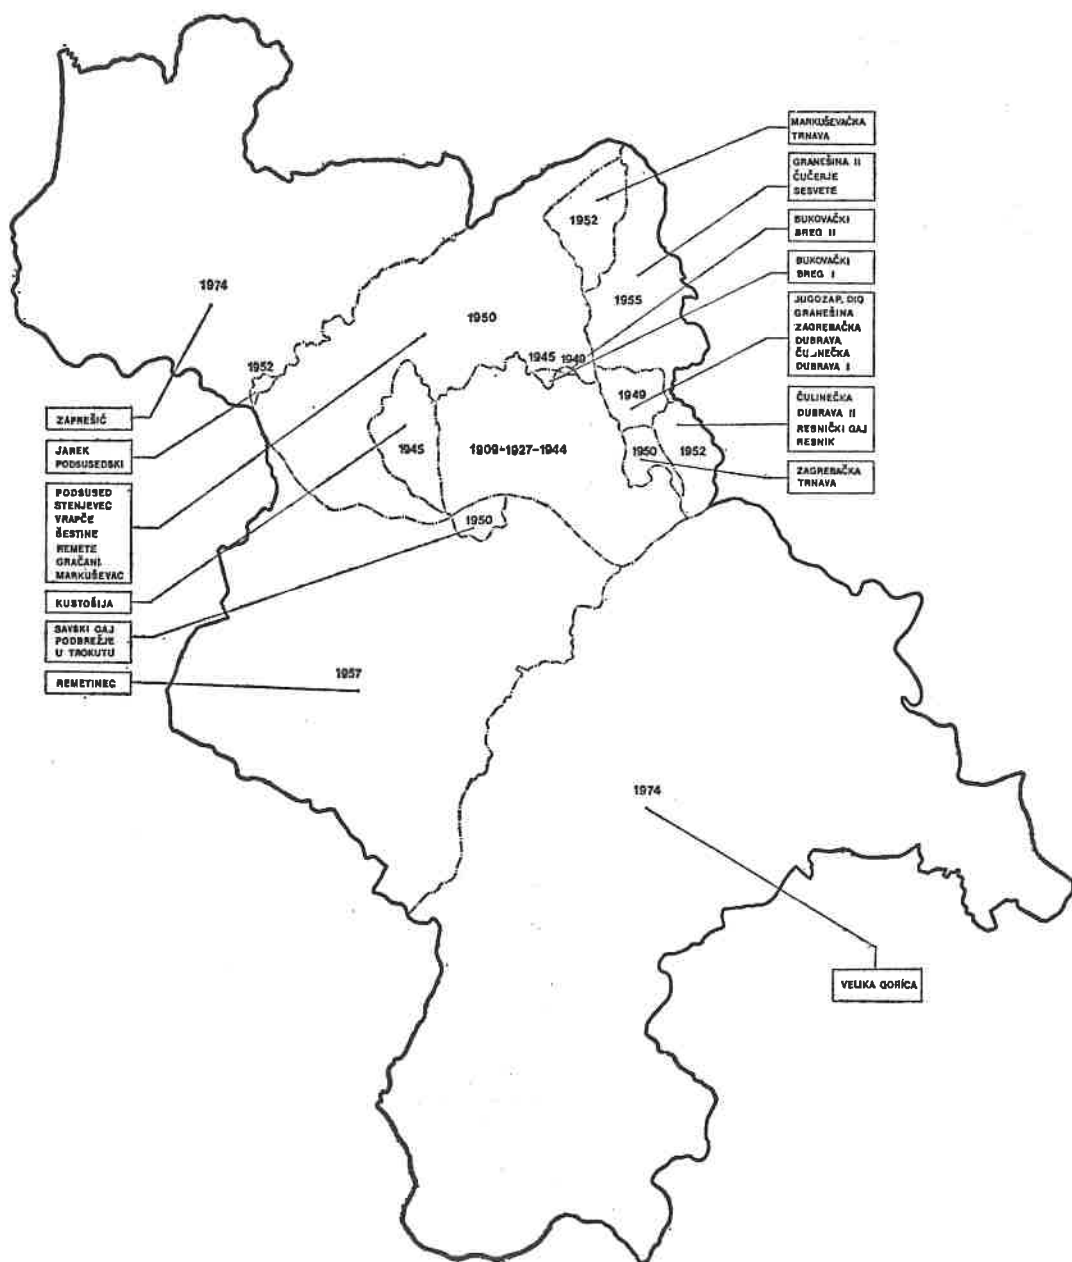 MARKUŠEVAČKA
TRNAVA
GRANEŠINA II
ČUČERJE
SESVETE
1952
BUKOVAČKI
BREG II
BUKOVAČKI
BREG I
1974
1955
JUGOZAP. DIO
GRANEŠINA
ZAGREBAČKA
DUBRAVA
ČULINEČKA
DUBRAVA I
1950
1952
1945
1949
1949
ČULINEČKA
DUBRAVA II
RESNIČKI GAJ
RESNIK
ZAPREŠIĆ
1945
1909-1927-1944
1950
1952
JAREK
PODSUSEDSKI
ZAGREBAČKA
TRNAVA
PODSUSED
STENJEVEC
VRAPČE
ŠESTINE
REMETE
GRAČANI
MARKUŠEVAC
1950
KUSTOŠIJA
SAVSKI GAJ
PODBREŽJE
U TROKUTU
REMETINEC
1957
1974
VELIKA GORICA